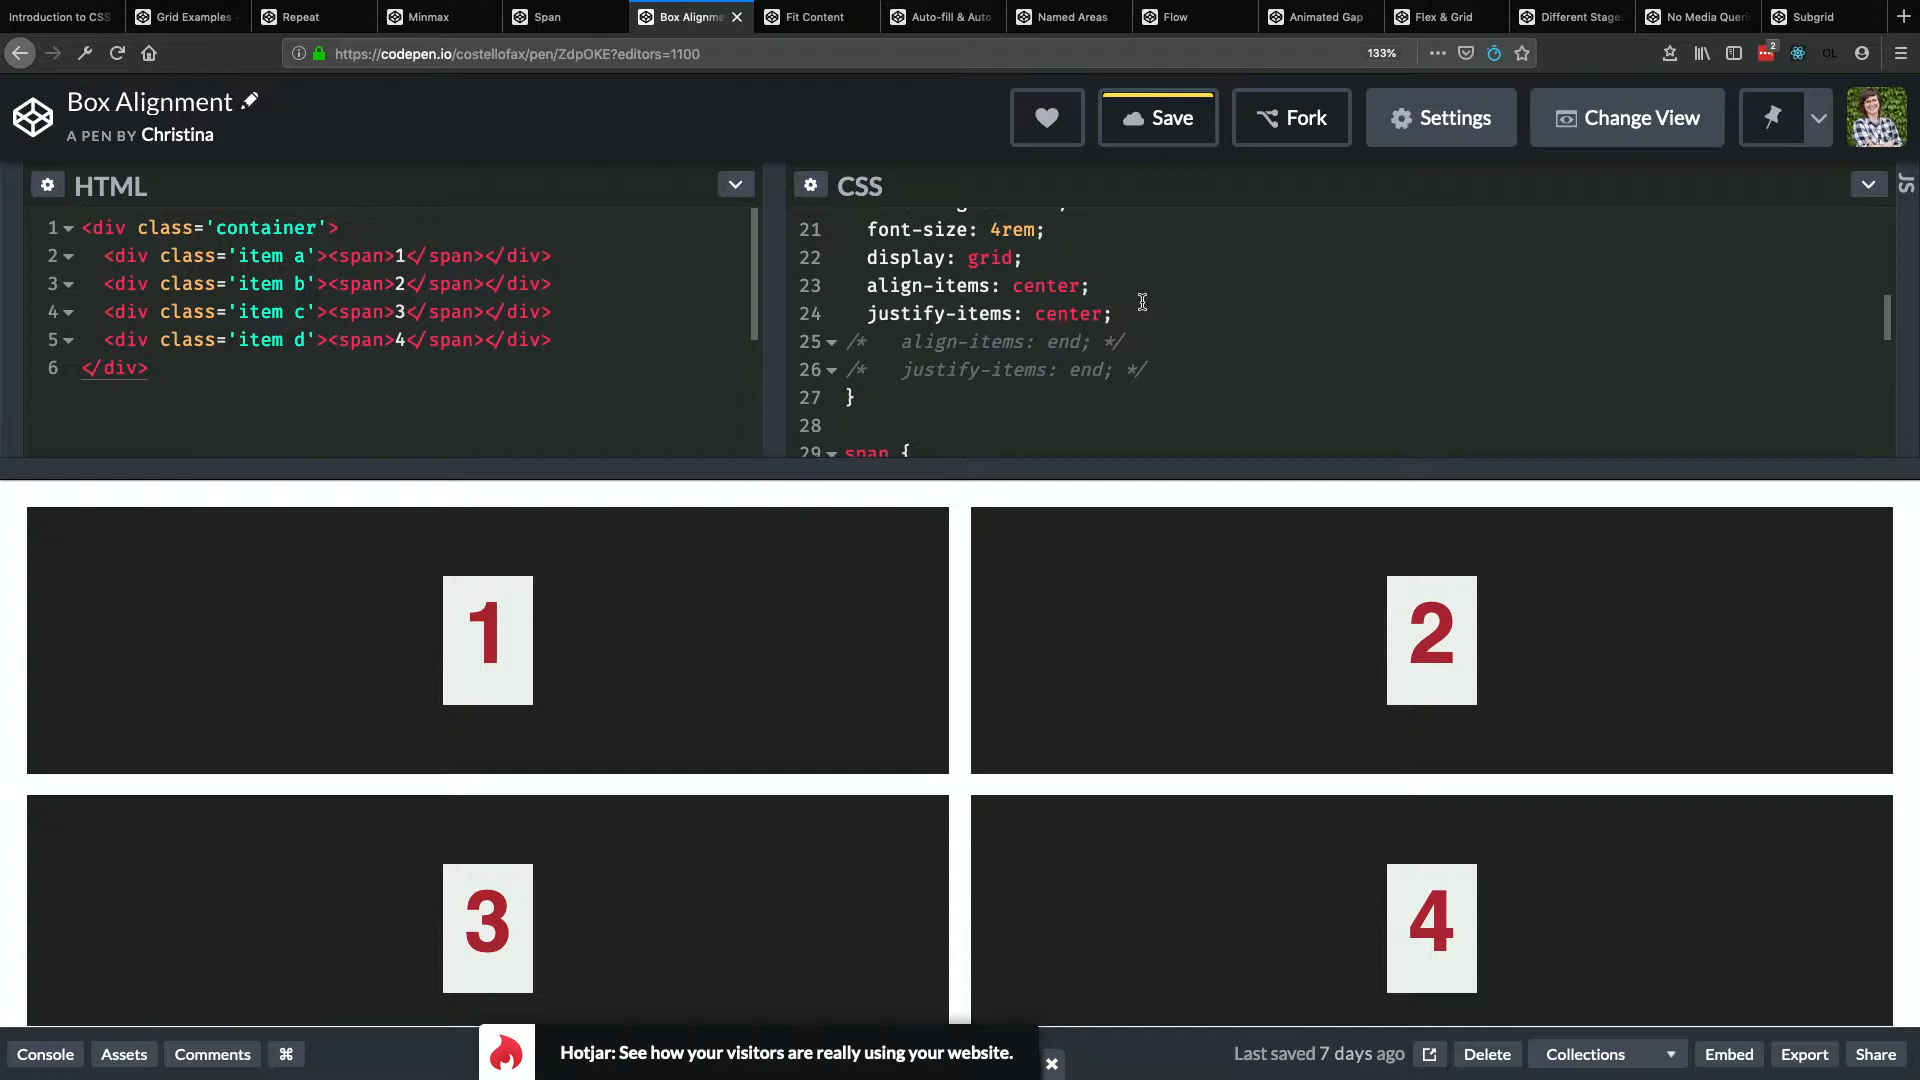 Introduction to CSS
Grid Examples
Repeat
Minmax
Span
Box Alignme
Fit Content
Auto-fill & Auto
Named Areas
Flow
Animated Gap
Flex & Grid
Different Stage
No Media Queri
Subgrid
https://codepen.io/costellofax/pen/ZdpOKE?editors=1100
133%
2
OL
Box Alignment
A PEN BY Christina
Save
Fork
Settings
Change View
HTML
1 <div class='container'>
2 <div class='item a'><span>1</span></div>
3 <div class='item b'><span>2</span></div>
4 <div class='item c'><span>3</span></div>
5 <div class='item d'><span>4</span></div>
6 </div>
CSS
JS
21 font-size: 4rem;
22 display: grid;
23 align-items: center;
24 justify-items: center;
25 /* align-items: end; */
26 /* justify-items: end; */
27 }
28
29 span {
1
2
3
4
Console
Assets
Comments
⌘
Hotjar: See how your visitors are really using your website.
Last saved 7 days ago
Delete
Collections
Embed
Export
Share